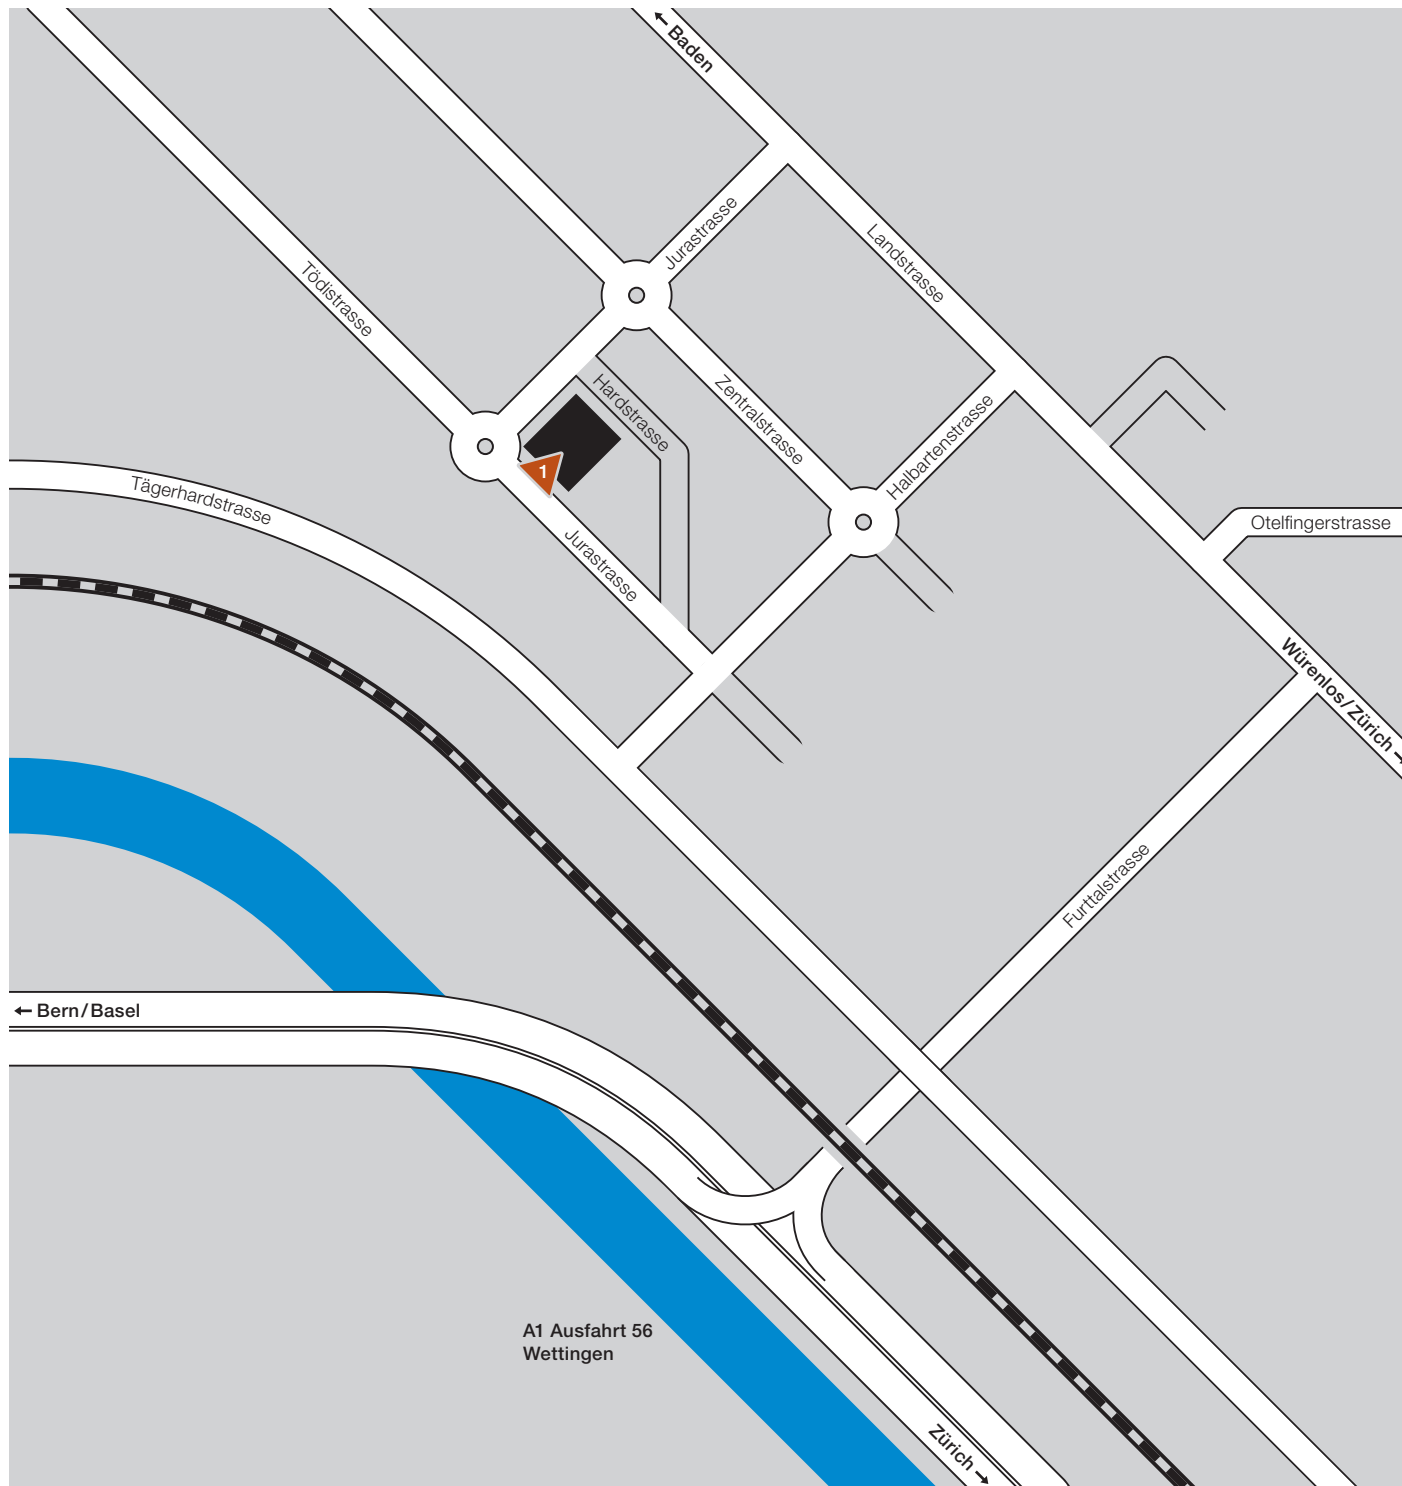 ← Baden
Jurastrasse
Landstrasse
Tödistrasse
Hardstrasse
Zentralstrasse
Halbartenstrasse
1
Tägerhardstrasse
Otelfingerstrasse
Jurastrasse
Würenlos/Zürich →
Furttalstrasse
← Bern/Basel
A1 Ausfahrt 56
Wettingen
Zürich →